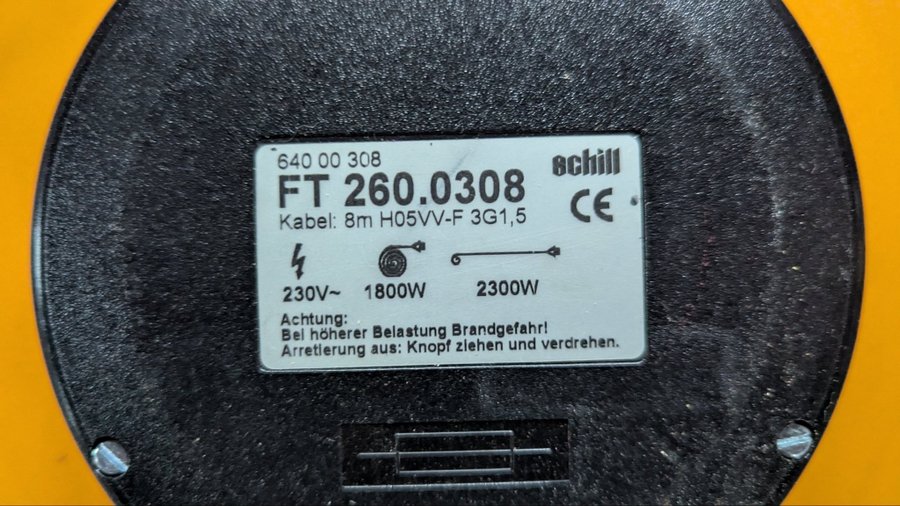 640 00 308
schill
FT 260.0308
CE
Kabel: 8m H05VV-F 3G1,5
230V~ 1800W 2300W
Achtung:
Bei höherer Belastung Brandgefahr!
Arretierung aus: Knopf ziehen und verdrehen.